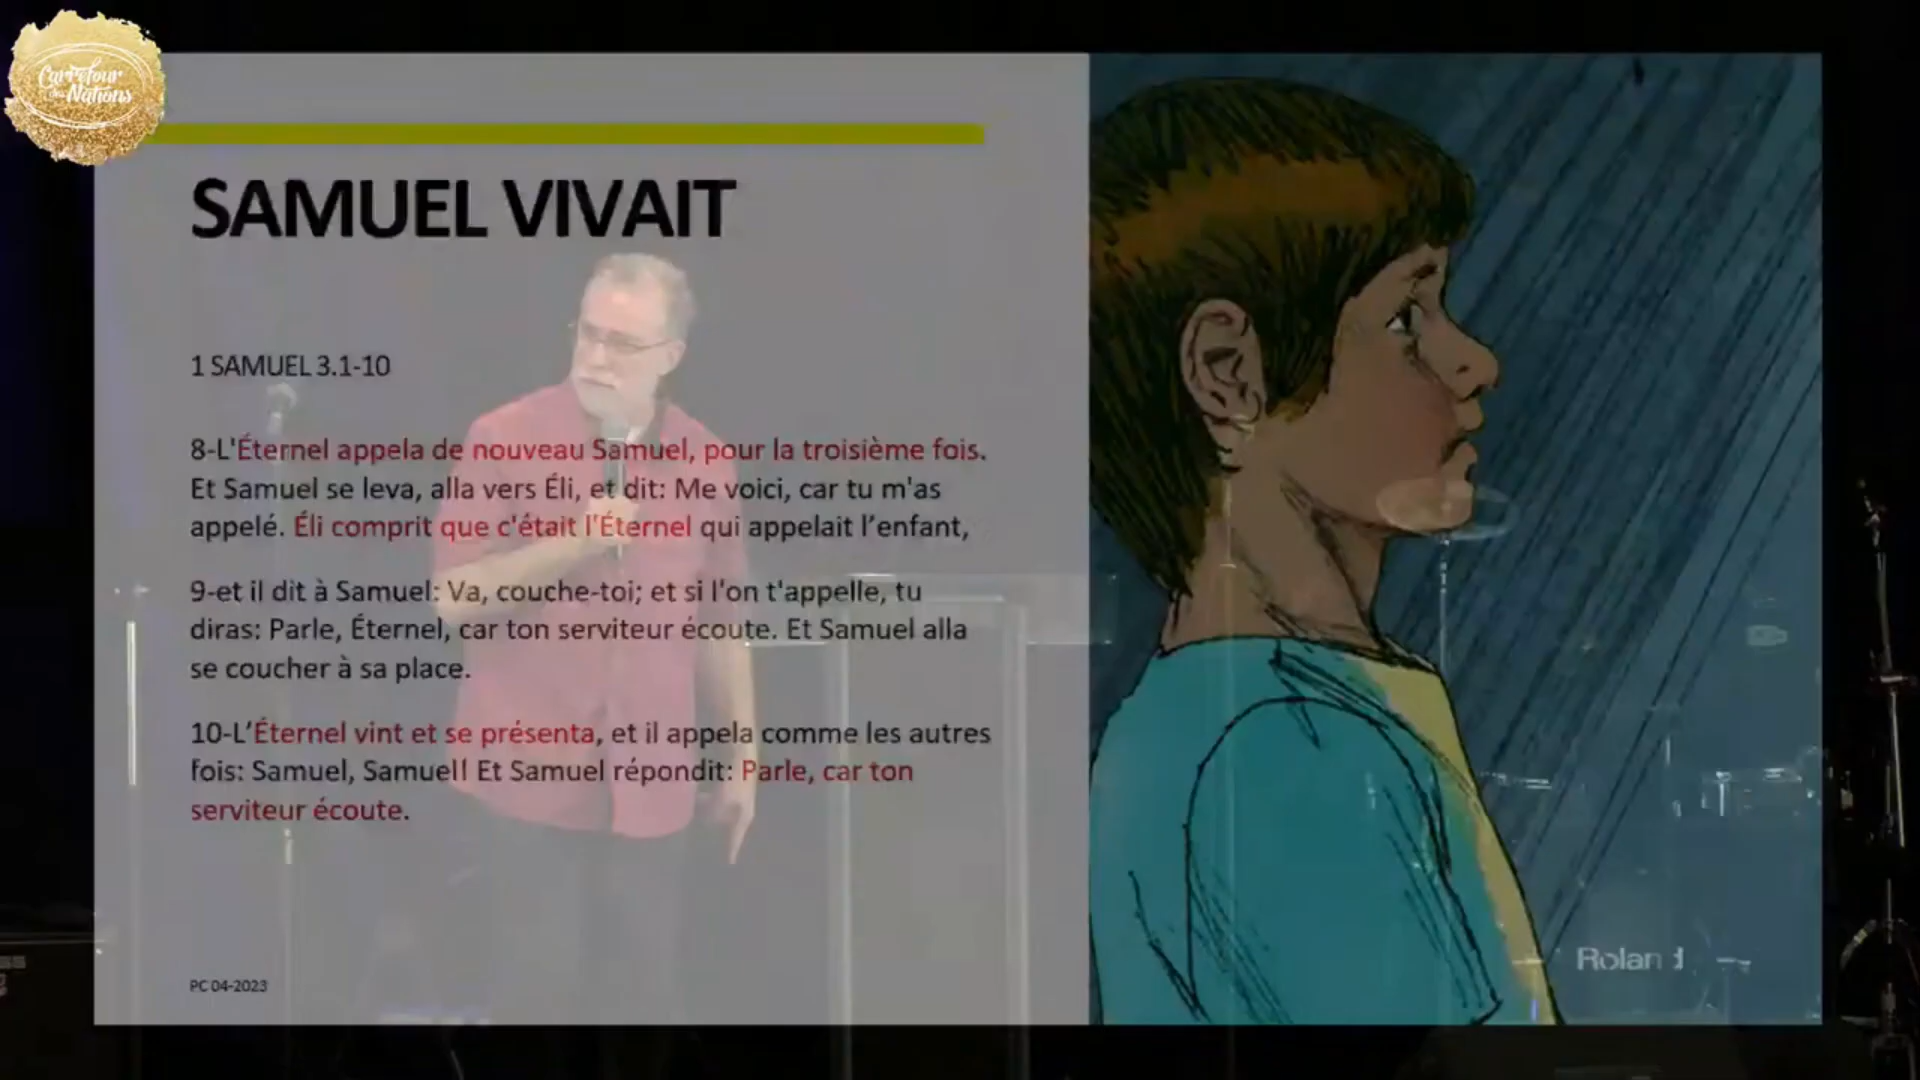 Carrefour
des Nations
SAMUEL VIVAIT
1 SAMUEL 3.1-10
8-L'Éternel appela de nouveau Samuel, pour la troisième fois.
Et Samuel se leva, alla vers Éli, et dit: Me voici, car tu m'as
appelé. Éli comprit que c'était l'Éternel qui appelait l’enfant,
9-et il dit à Samuel: Va, couche-toi; et si l'on t'appelle, tu
diras: Parle, Éternel, car ton serviteur écoute. Et Samuel alla
se coucher à sa place.
10-L’Éternel vint et se présenta, et il appela comme les autres
fois: Samuel, Samuel! Et Samuel répondit: Parle, car ton
serviteur écoute.
PC 04-2023
Roland